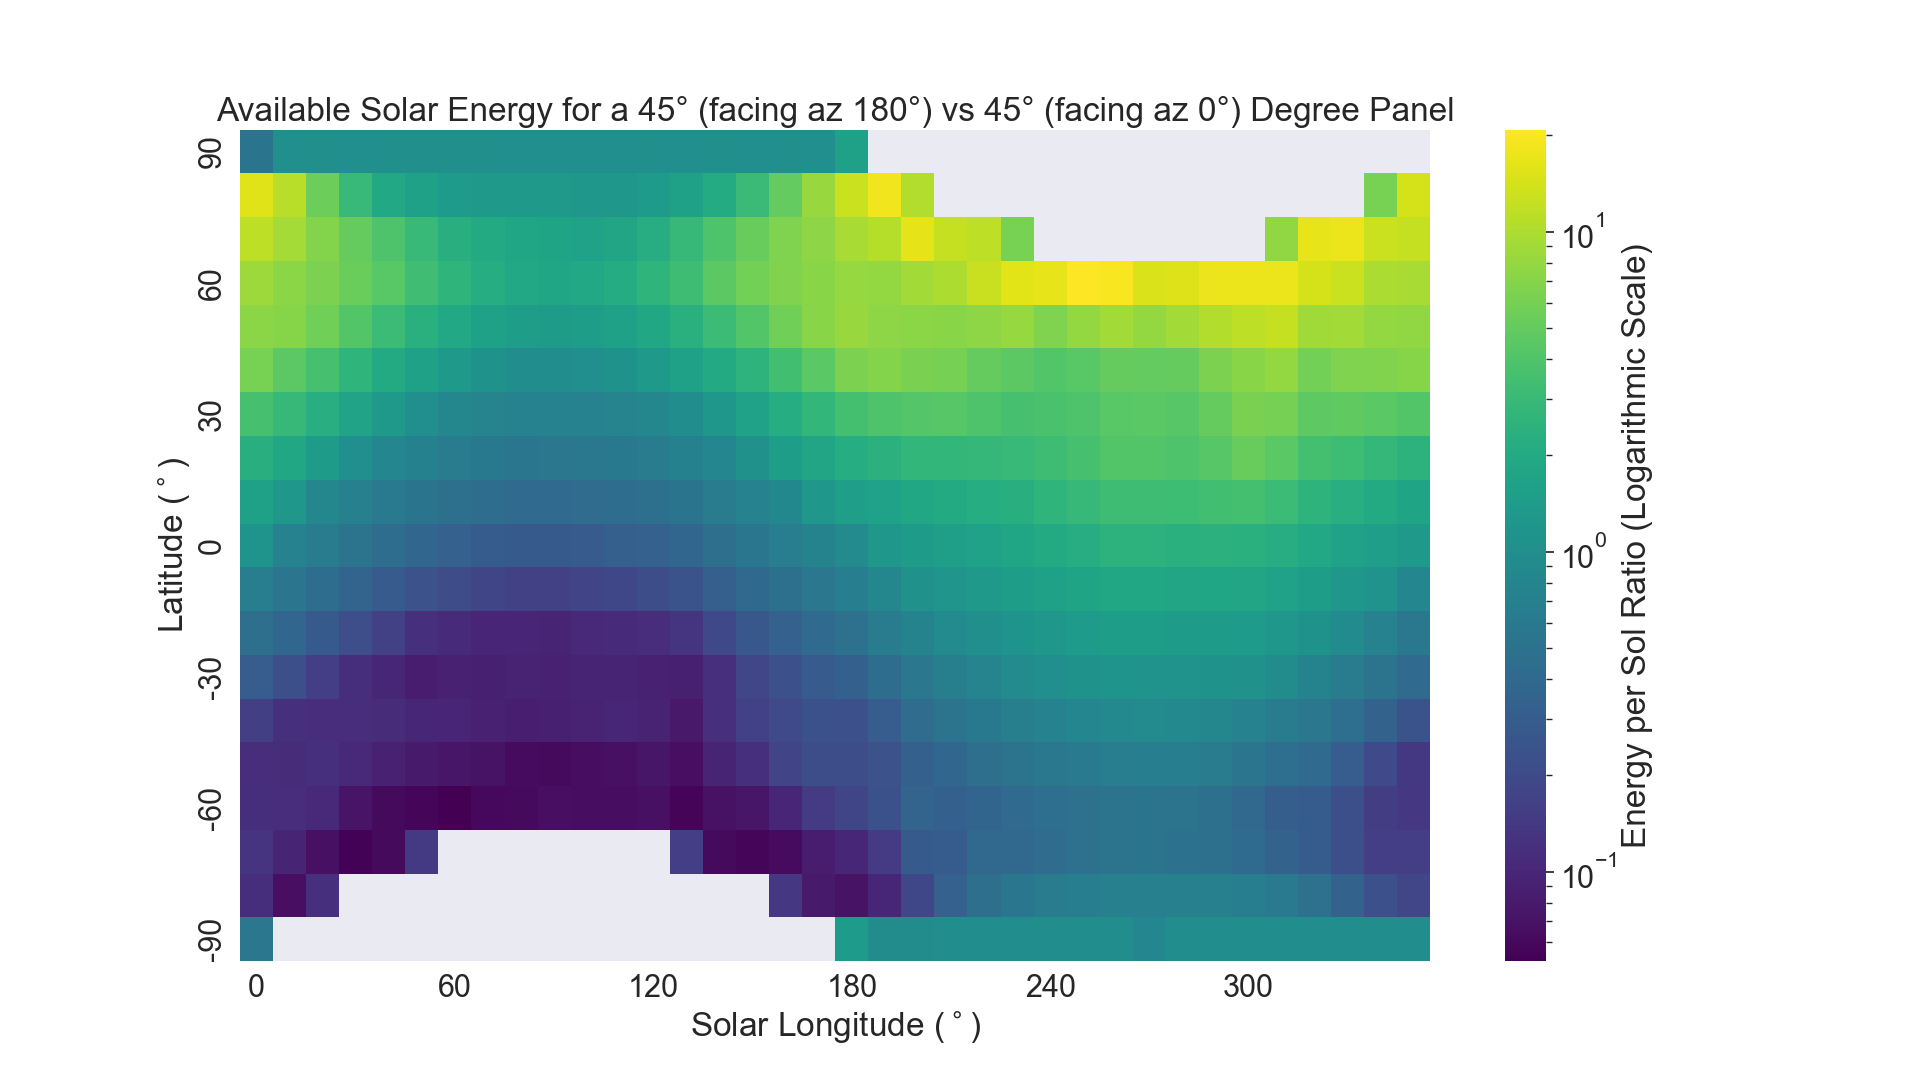 Available Solar Energy for a 45° (facing az 180°) vs 45° (facing az 0°) Degree Panel
90
60
30
0
-30
-60
-90
Latitude (°)
0 60 120 180 240 300
Solar Longitude (°)
10^1
10^0
10^−1
Energy per Sol Ratio (Logarithmic Scale)